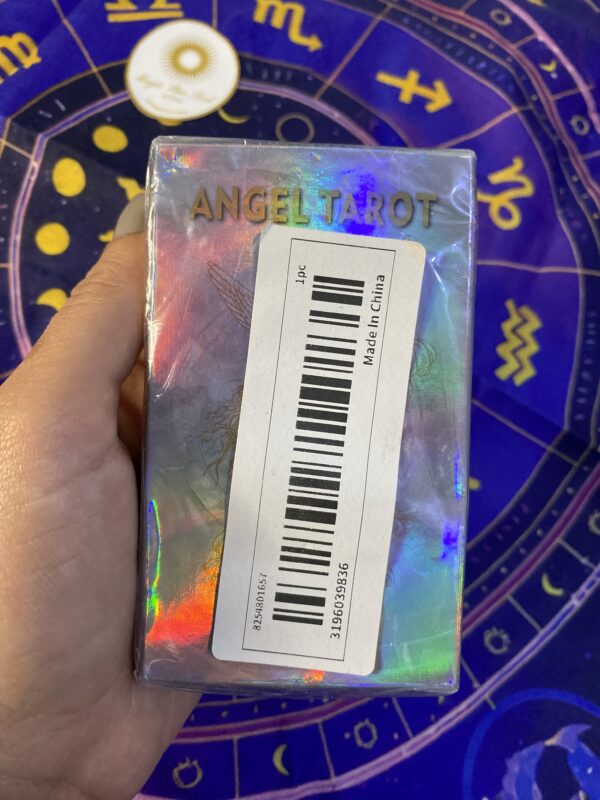 ANGEL TAROT
1pc
Made In China
8254801657
3196039836